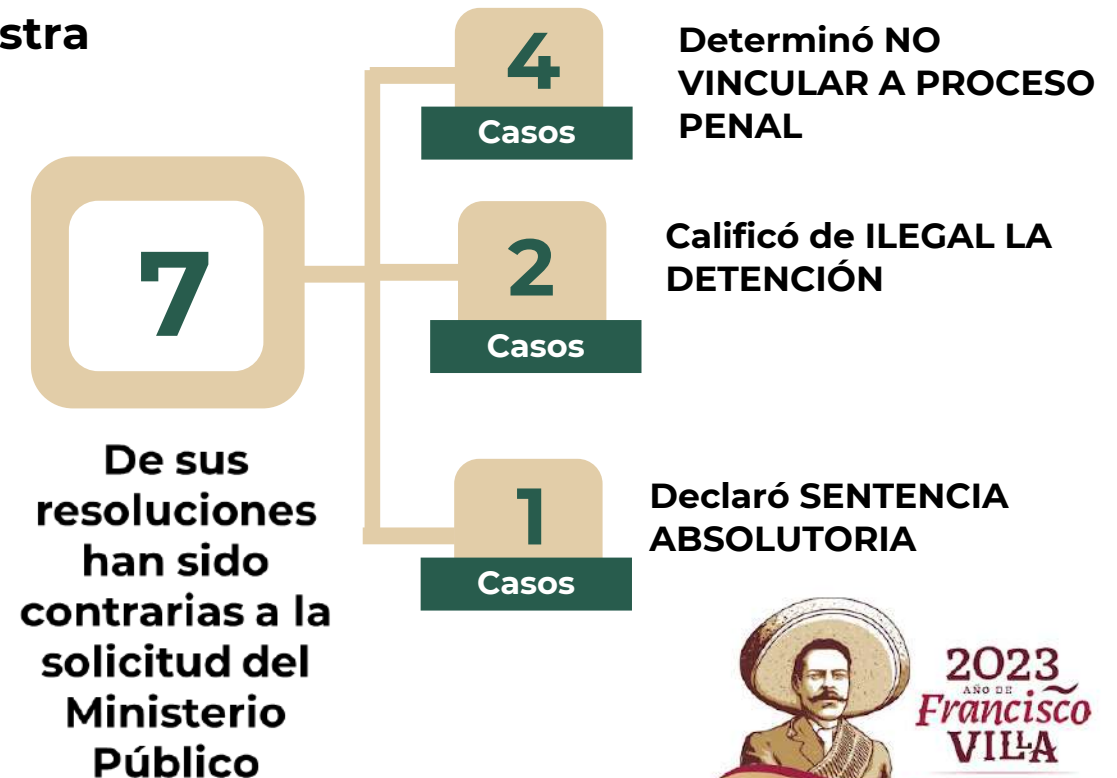 stra
4
Casos
Determinó NO
VINCULAR A PROCESO
PENAL
7
2
Casos
Calificó de ILEGAL LA
DETENCIÓN
De sus
resoluciones
han sido
contrarias a la
solicitud del
Ministerio
Público
1
Casos
Declaró SENTENCIA
ABSOLUTORIA
2023
AÑO DE
Francisco
VILLA